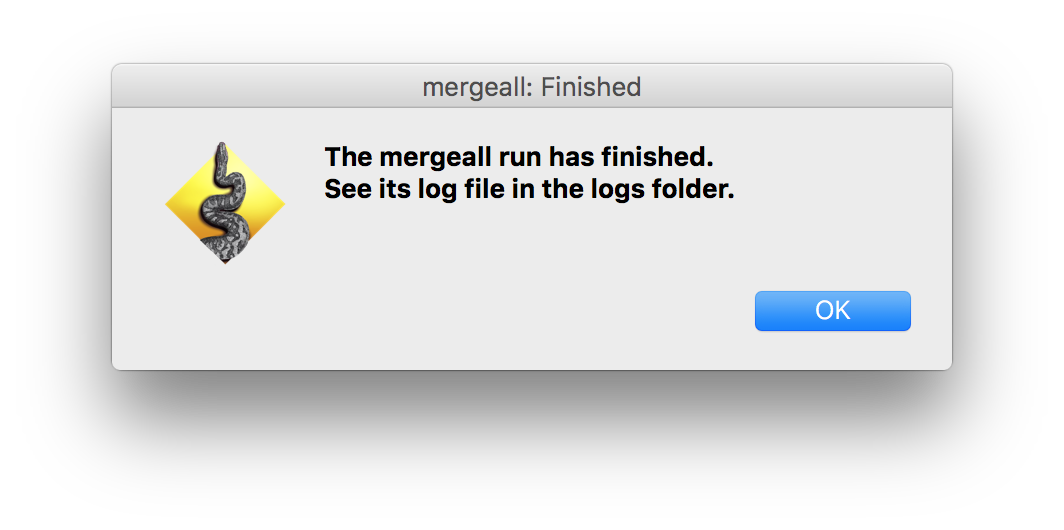 mergeall: Finished
The mergeall run has finished.
See its log file in the logs folder.
OK